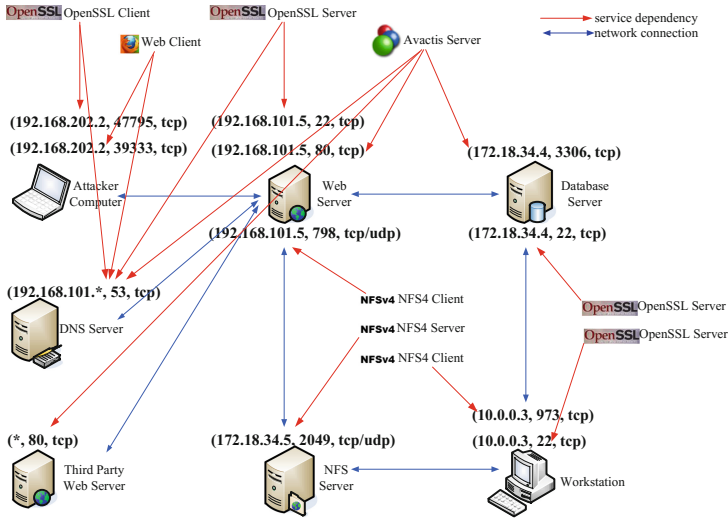 OpenSSL OpenSSL Client
OpenSSL OpenSSL Server
service dependency
network connection
Web Client
Avactis Server
(192.168.202.2, 47795, tcp)
(192.168.101.5, 22, tcp)
(192.168.202.2, 39333, tcp)
(192.168.101.5, 80, tcp)
(172.18.34.4, 3306, tcp)
Attacker
Computer
Web
Server
Database
Server
(192.168.101.5, 798, tcp/udp)
(172.18.34.4, 22, tcp)
(192.168.101.*, 53, tcp)
DNS Server
NFSv4 NFS4 Client
OpenSSL OpenSSL Server
NFSv4 NFS4 Server
OpenSSL OpenSSL Server
NFSv4 NFS4 Client
(10.0.0.3, 973, tcp)
(*, 80, tcp)
(172.18.34.5, 2049, tcp/udp)
(10.0.0.3, 22, tcp)
Third Party
Web Server
NFS
Server
Workstation